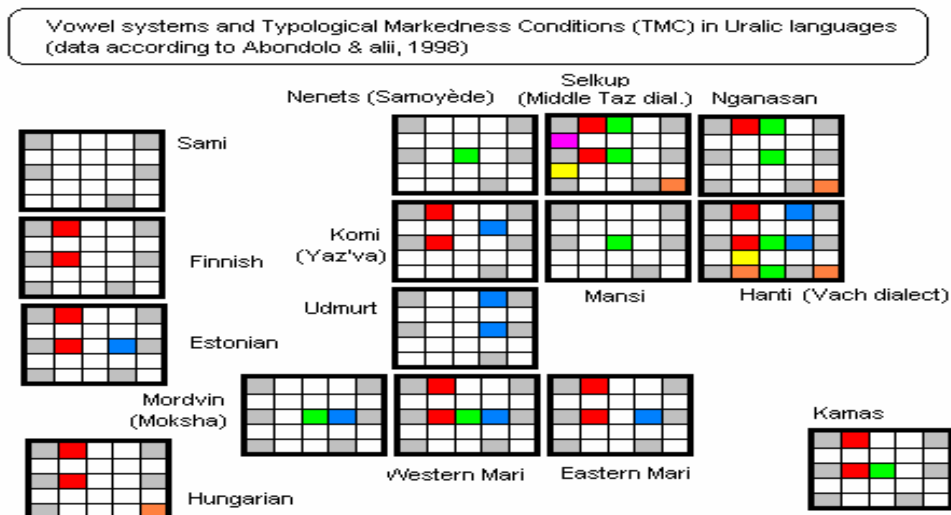 Vowel systems and Typological Markedness Conditions (TMC) in Uralic languages
(data according to Abondolo & alii, 1998)
Selkup
Nenets (Samoyède)
(Middle Taz dial.)
Nganasan
Sami
Finnish
Komi
(Yaz'va)
Mansi
Hanti (Vach dialect)
Udmurt
Estonian
Mordvin
(Moksha)
Western Mari
Eastern Mari
Kamas
Hungarian